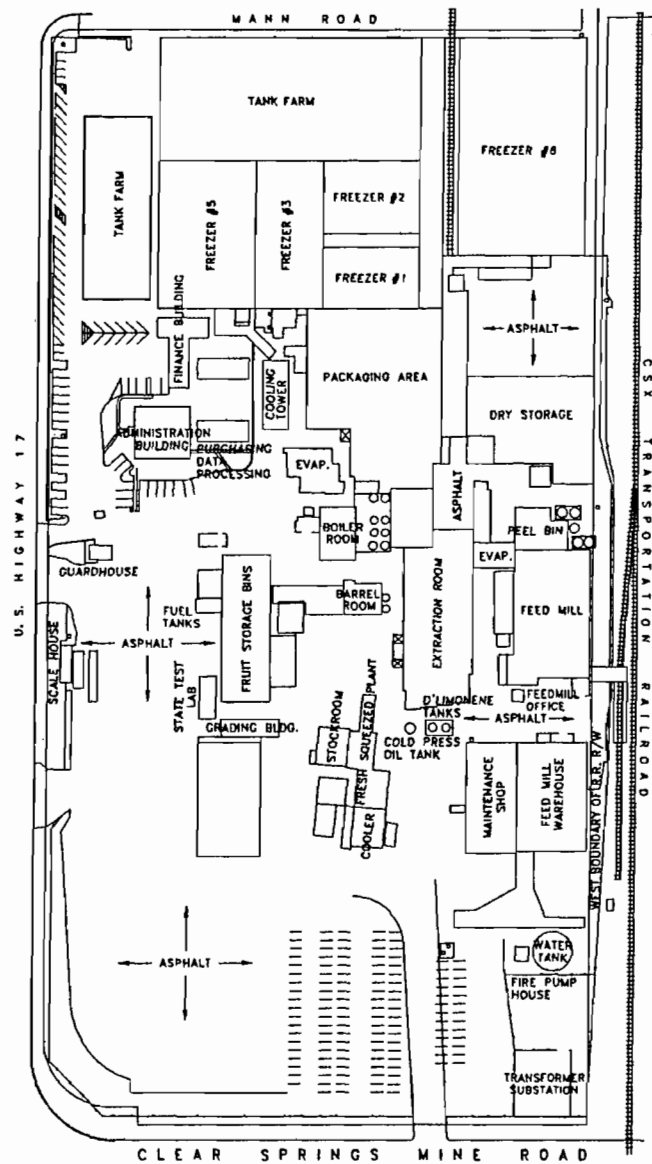 MANN ROAD
TANK FARM
FREEZER #6
TANK FARM
FREEZER #5
FREEZER #3
FREEZER #2
FREEZER #1
FINANCE BUILDING
ASPHALT
COOLING
TOWER
PACKAGING AREA
CSX TRANSPORTATION RAILROAD
U.S. HIGHWAY 17
DRY STORAGE
ADMINISTRATION
BUILDING
PURCHASING
DATA
PROCESSING
EVAP.
ASPHALT
BOILER
ROOM
PEEL BIN
EVAP.
GUARDHOUSE
FUEL
TANKS
FRUIT STORAGE BINS
BARREL
ROOM
EXTRACTION ROOM
FEED MILL
ASPHALT
SCALE HOUSE
STATE TEST
LAB
GRADING BLDG.
STOCKROOM
FRESH SQUEEZED PLANT
D'LIMONENE
TANKS
FEEDMILL
OFFICE
ASPHALT
COLD PRESS
OIL TANK
COOLER
MAINTENANCE
SHOP
FEED MILL
WAREHOUSE
WEST BOUNDARY OF R.R. R/W
ASPHALT
WATER
TANK
FIRE PUMP
HOUSE
TRANSFORMER
SUBSTATION
CLEAR SPRINGS MINE ROAD